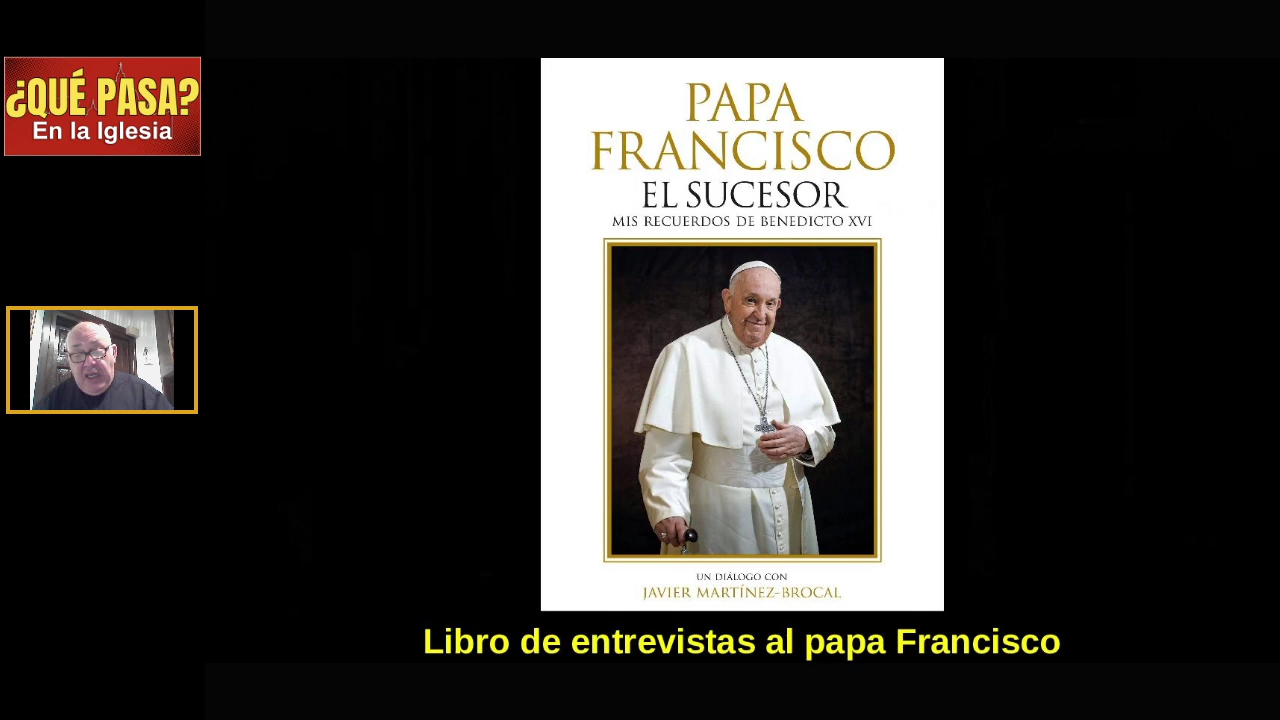 ¿QUÉ PASA?
En la Iglesia
PAPA
FRANCISCO
EL SUCESOR
MIS RECUERDOS DE BENEDICTO XVI
UN DIÁLOGO CON
JAVIER MARTÍNEZ-BROCAL
Libro de entrevistas al papa Francisco